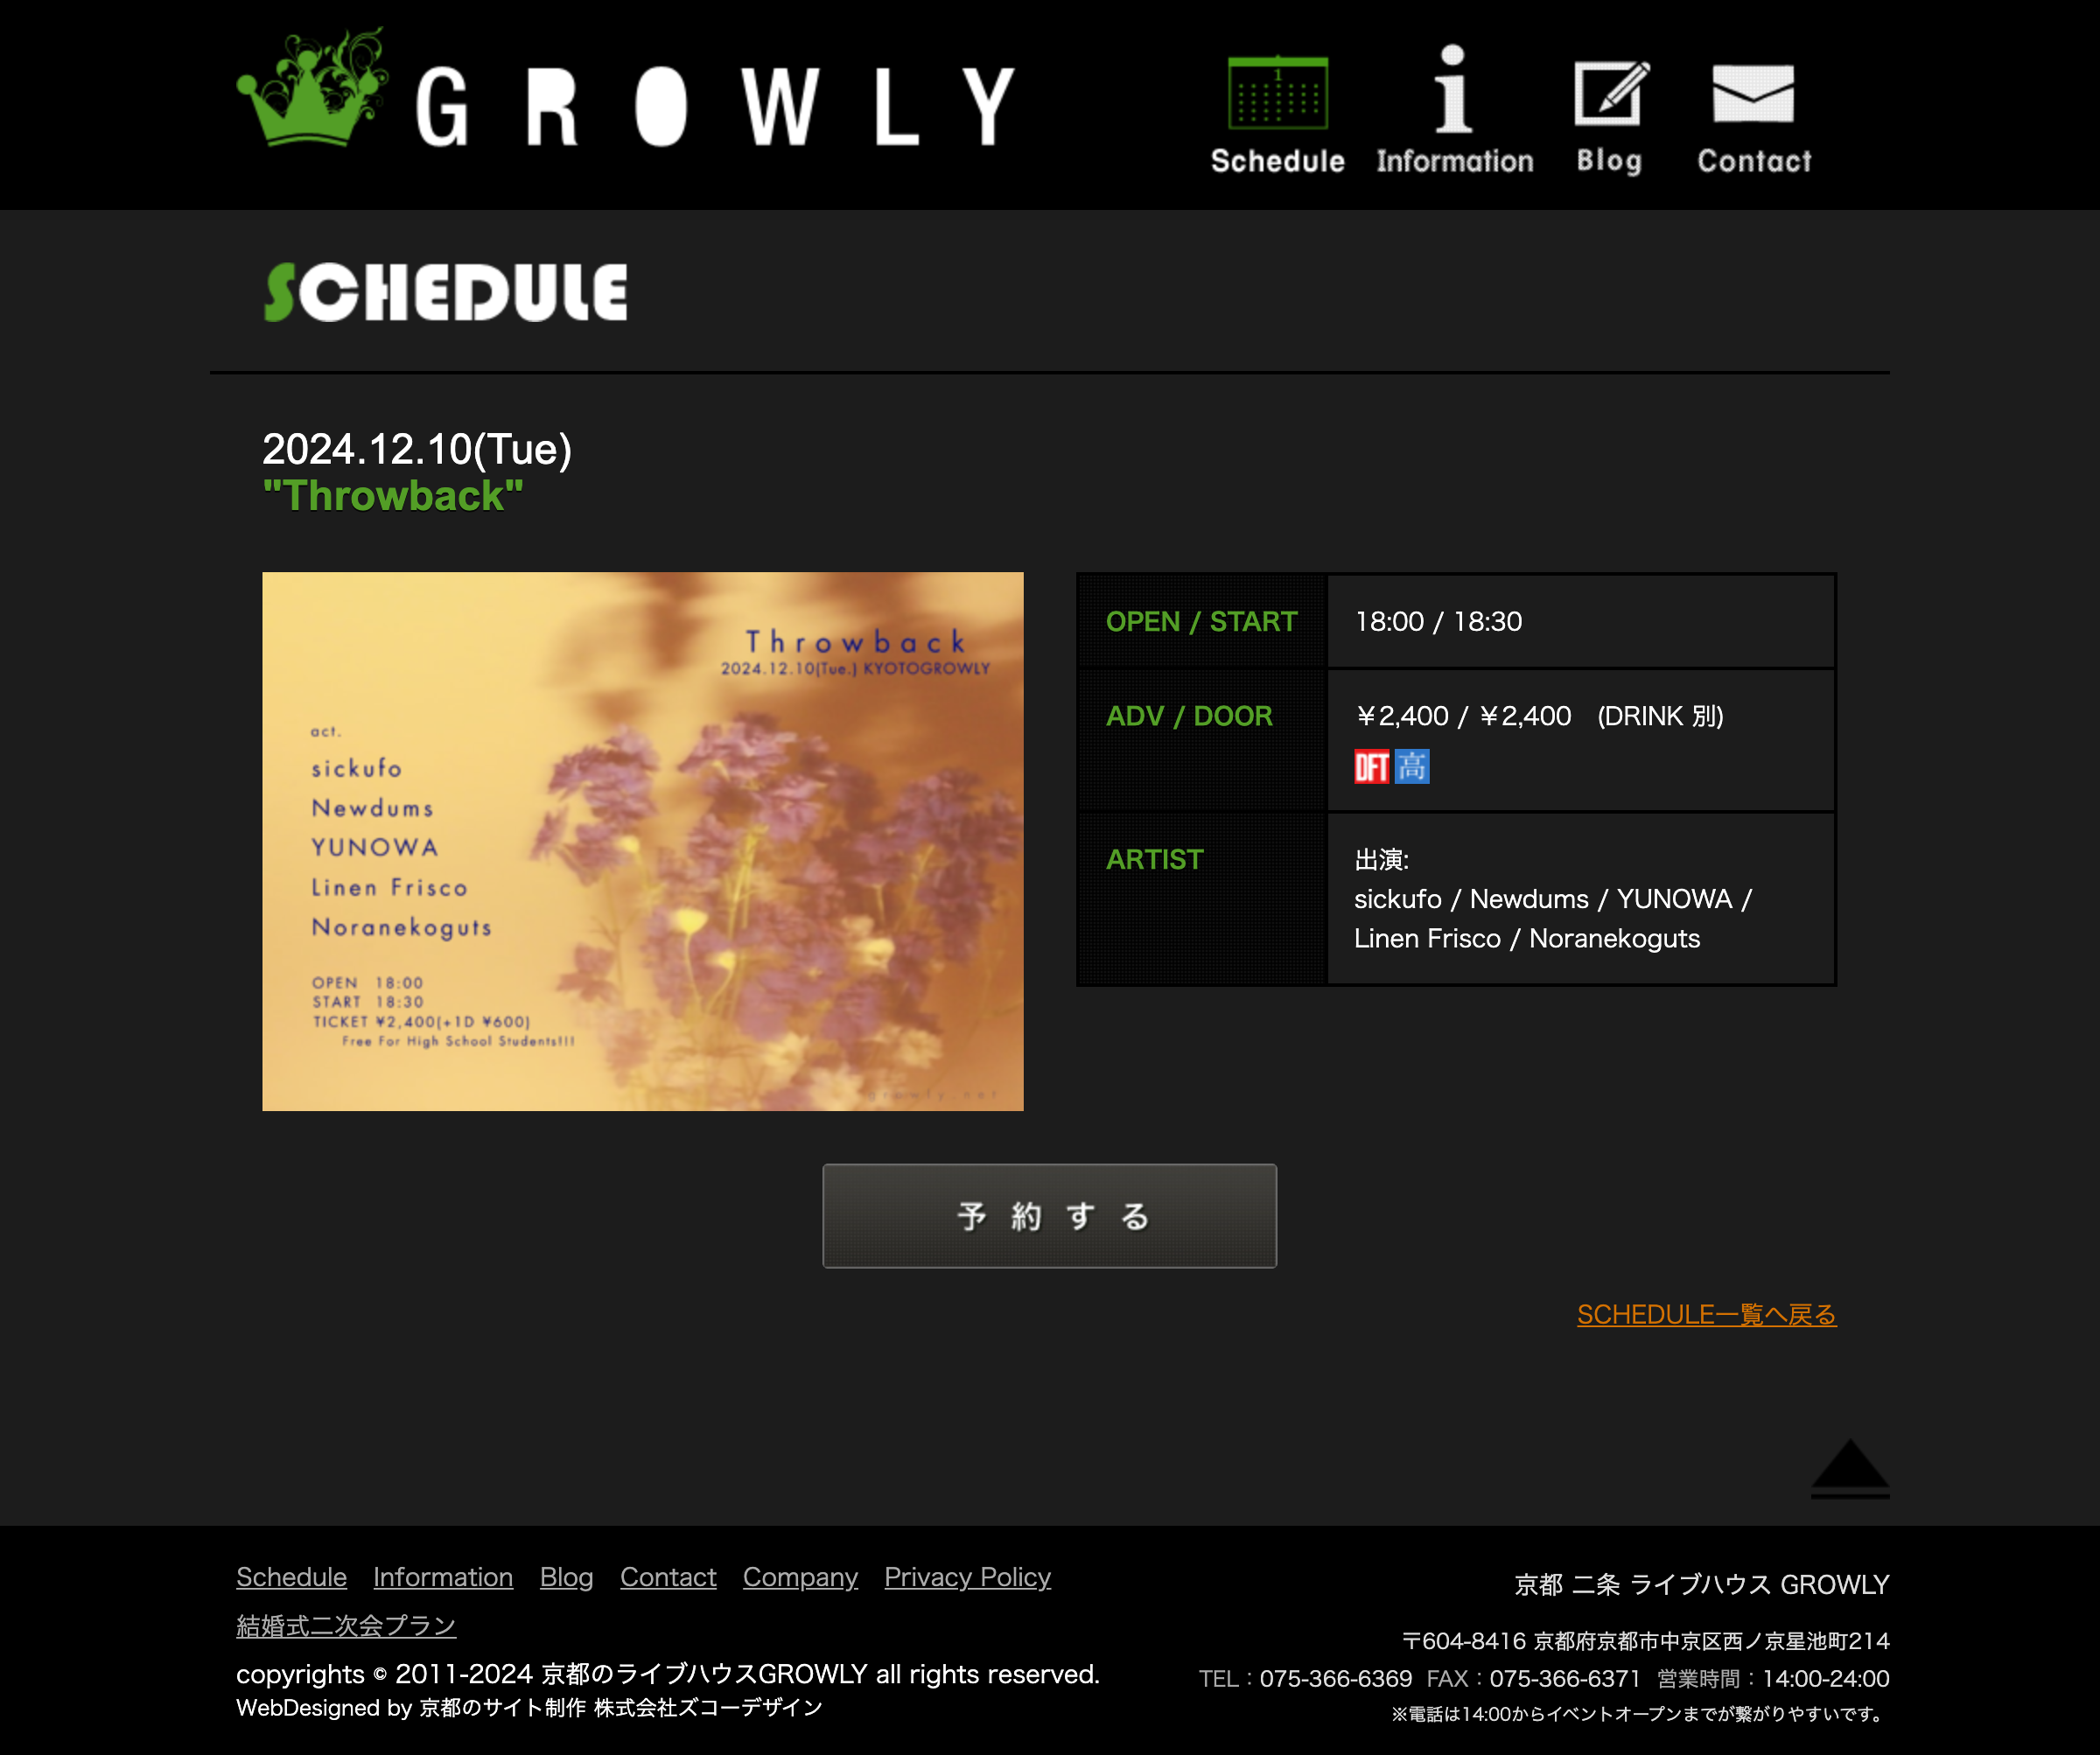 GROWLY
1
Schedule
Information
Blog
Contact
SCHEDULE
2024.12.10(Tue)
"Throwback"
Throwback
2024.12.10(Tue.) KYOTOGROWLY
act.
sickufo
Newdums
YUNOWA
Linen Frisco
Noranekoguts
OPEN 18:00
START 18:30
TICKET ¥2,400(+1D ¥600)
Free For High School Students!!!
growly.net
OPEN / START
18:00 / 18:30
ADV / DOOR
￥2,400 / ￥2,400　(DRINK 別)
DFT 高
ARTIST
出演:
sickufo / Newdums / YUNOWA /
Linen Frisco / Noranekoguts
予約する
SCHEDULE一覧へ戻る
Schedule Information Blog Contact Company Privacy Policy
結婚式二次会プラン
copyrights © 2011-2024 京都のライブハウスGROWLY all rights reserved.
WebDesigned by 京都のサイト制作 株式会社ズコーデザイン
京都 二条 ライブハウス GROWLY
〒604-8416 京都府京都市中京区西ノ京星池町214
TEL：075-366-6369 FAX：075-366-6371 営業時間：14:00-24:00
※電話は14:00からイベントオープンまでが繋がりやすいです。